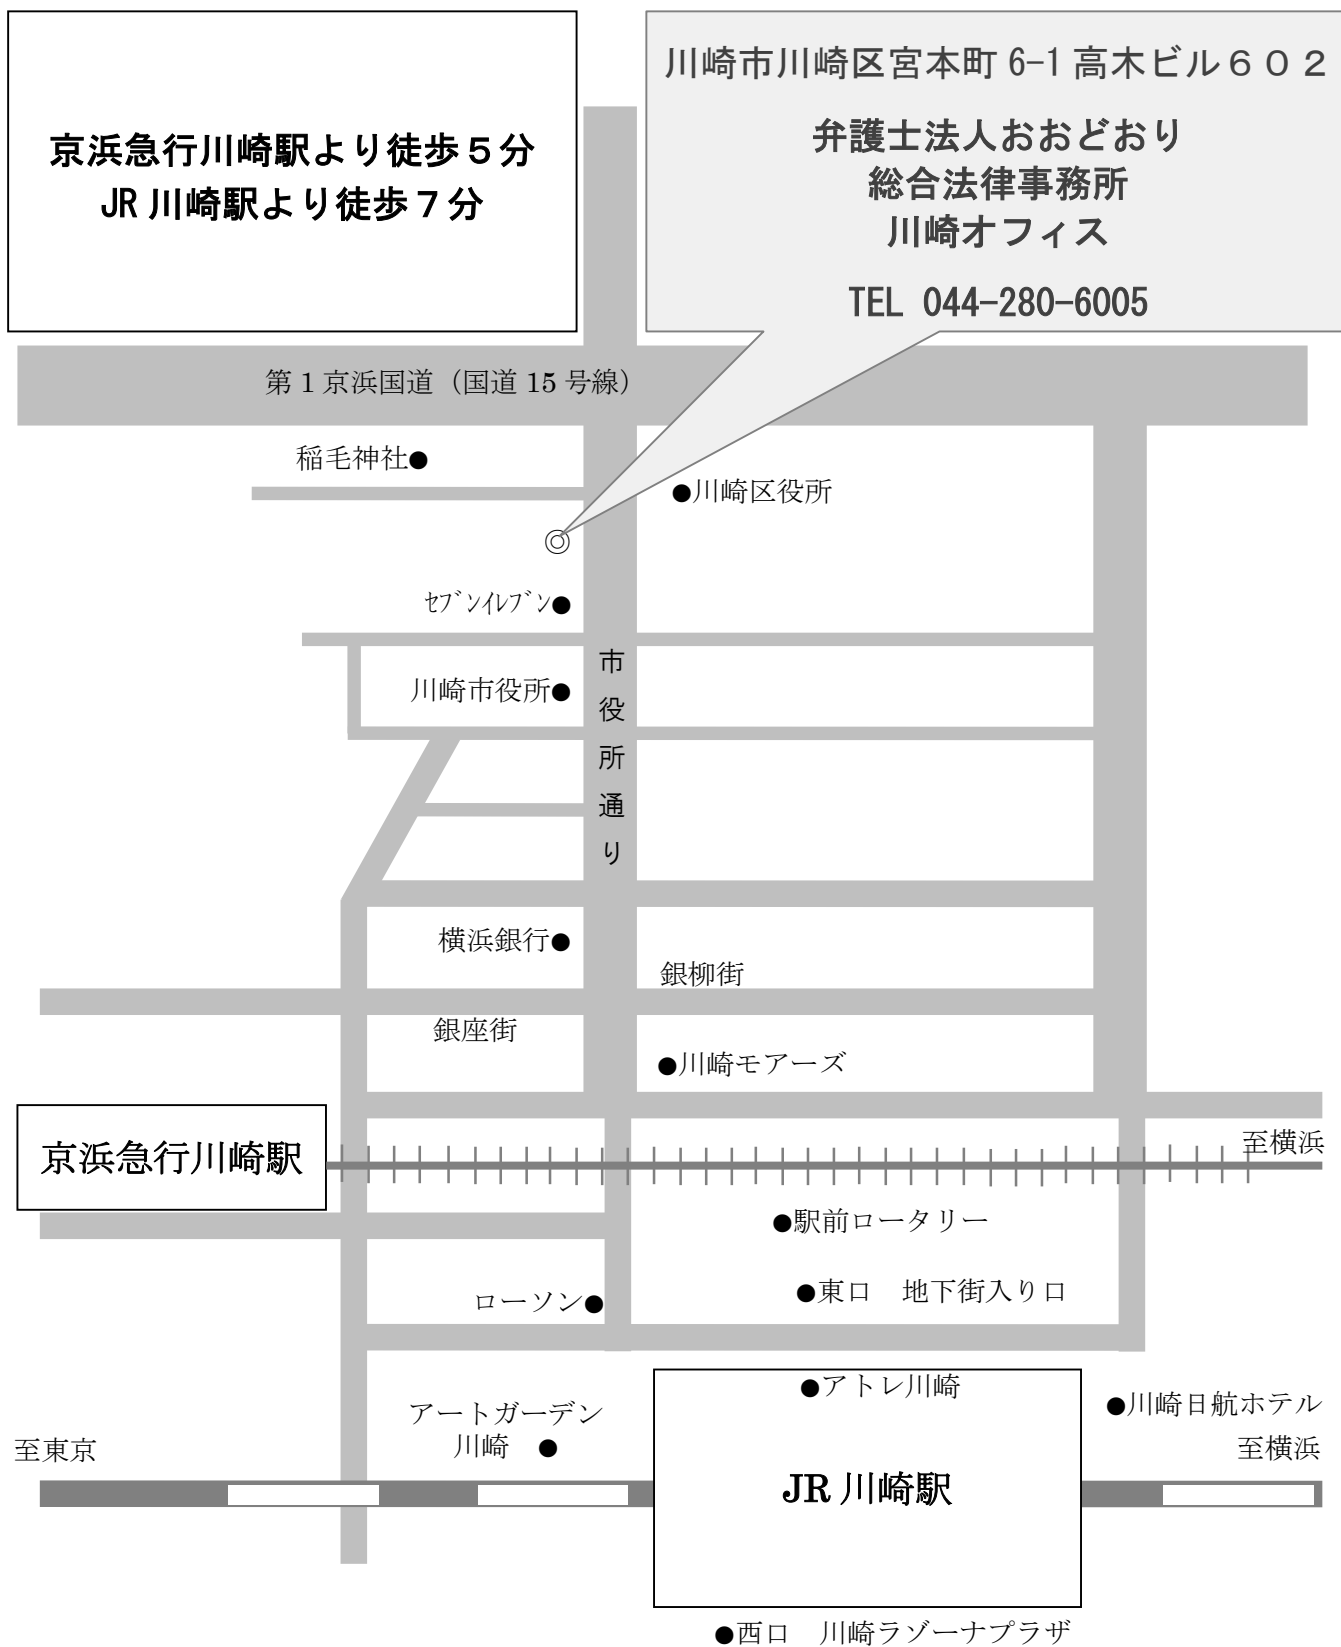 京浜急行川崎駅より徒歩５分
JR 川崎駅より徒歩７分
川崎市川崎区宮本町 6-1 高木ビル６０２
弁護士法人おおどおり
総合法律事務所
川崎オフィス
TEL 044-280-6005
第 1 京浜国道（国道 15 号線）
稲毛神社●
●川崎区役所
◎
ｾﾌﾞﾝｲﾚﾌﾞﾝ●
市役所通り
川崎市役所●
横浜銀行●
銀柳街
銀座街
●川崎モアーズ
京浜急行川崎駅
至横浜
●駅前ロータリー
●東口　地下街入り口
ローソン●
●アトレ川崎
●川崎日航ホテル
アートガーデン
川崎　●
至東京
至横浜
JR 川崎駅
●西口　川崎ラゾーナプラザ